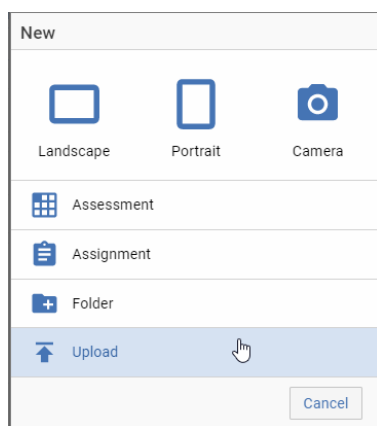 New
Landscape Portrait Camera
Assessment
Assignment
Folder
Upload
Cancel